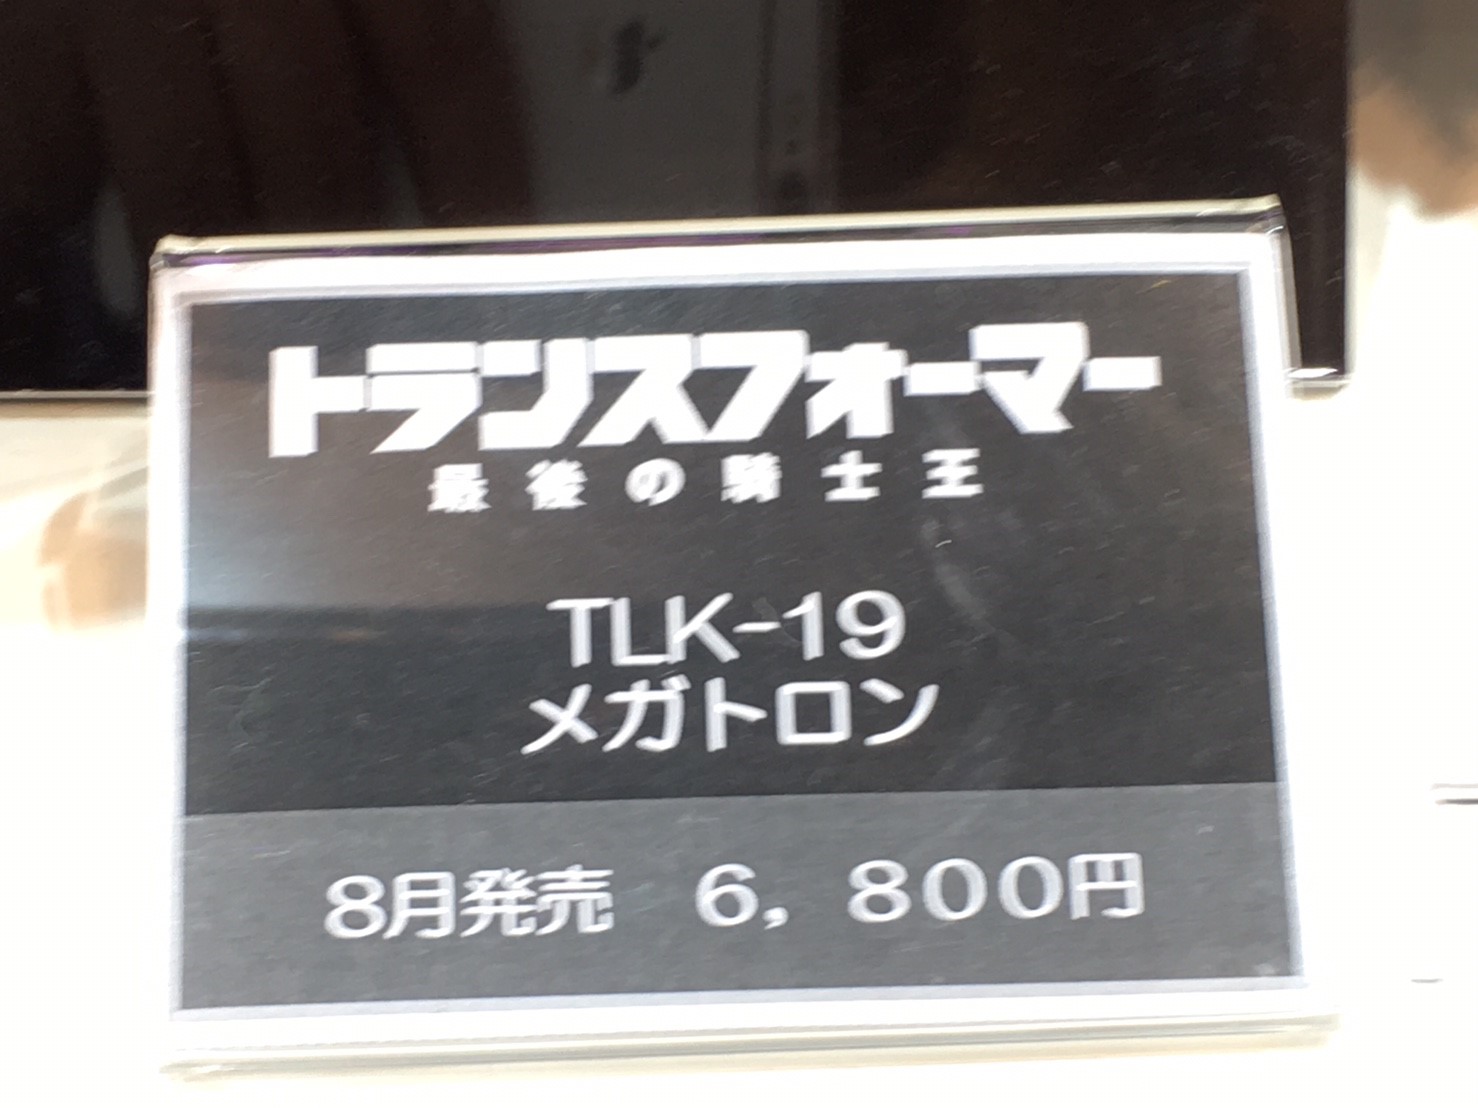 トランスフォーマー
最後の騎士王
TLK-19
メガトロン
8月発売　6，800円